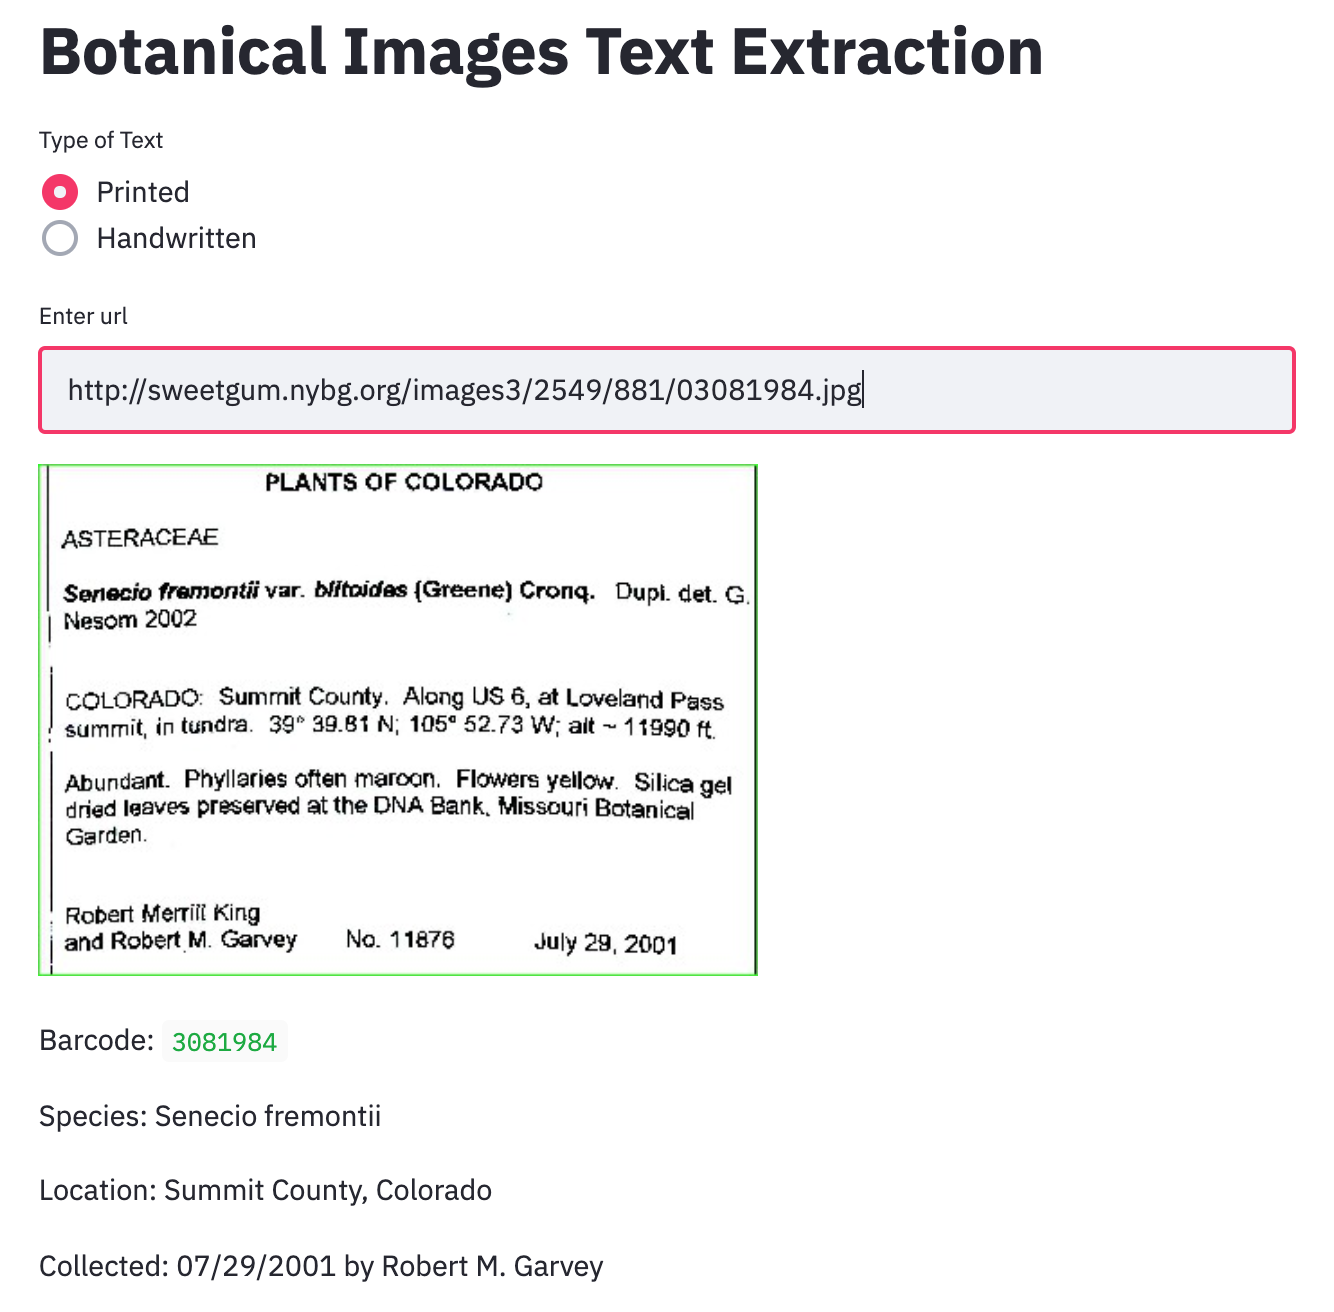 Botanical Images Text Extraction
Type of Text
Printed
Handwritten
Enter url
http://sweetgum.nybg.org/images3/2549/881/03081984.jpg
PLANTS OF COLORADO
ASTERACEAE
Senecio fremontii var. blitoides (Greene) Cronq. Dupl. det. G.
Nesom 2002
COLORADO: Summit County. Along US 6, at Loveland Pass
summit, in tundra. 39° 39.81 N; 105° 52.73 W; alt ~ 11990 ft.
Abundant. Phyllaries often maroon. Flowers yellow. Silica gel
dried leaves preserved at the DNA Bank, Missouri Botanical
Garden.
Robert Merrill King
and Robert M. Garvey No. 11876 July 29, 2001
Barcode: 3081984
Species: Senecio fremontii
Location: Summit County, Colorado
Collected: 07/29/2001 by Robert M. Garvey